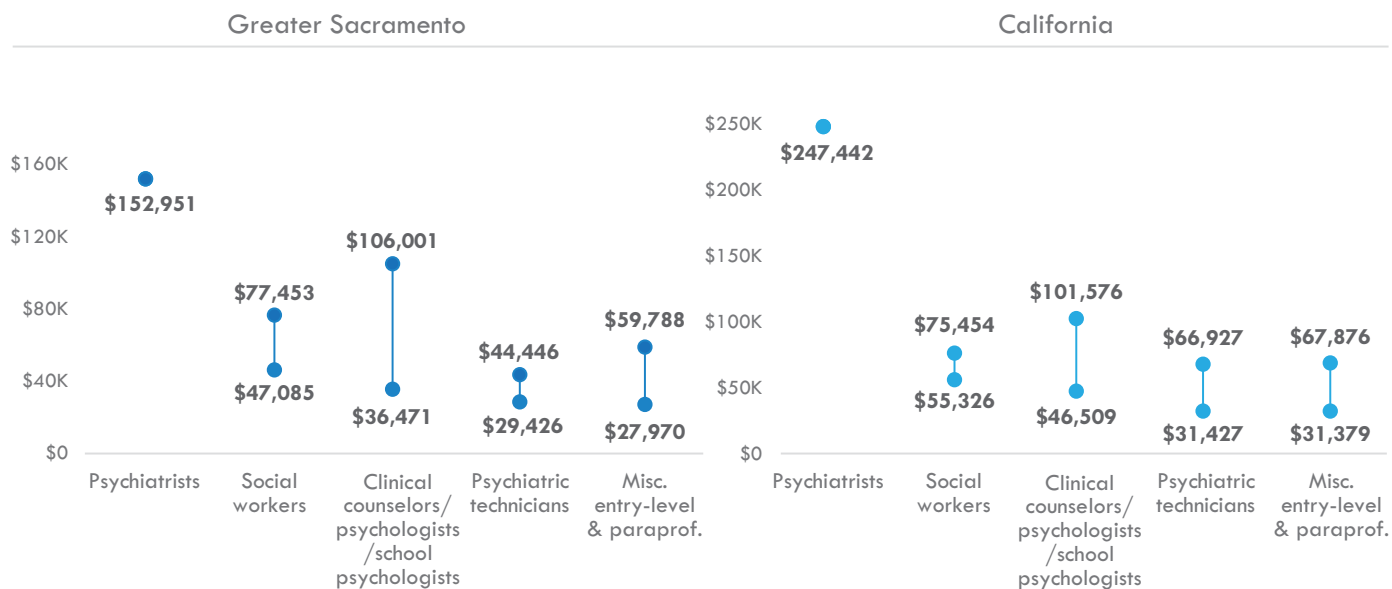 Greater Sacramento
$160K
$120K
$80K
$40K
$0
$152,951
$77,453
$47,085
$106,001
$36,471
$44,446
$29,426
$59,788
$27,970
Psychiatrists
Social
workers
Clinical
counselors/
psychologists
/school
psychologists
Psychiatric
technicians
Misc.
entry-level
& paraprof.
California
$250K
$200K
$150K
$100K
$50K
$0
$247,442
$75,454
$55,326
$101,576
$46,509
$66,927
$31,427
$67,876
$31,379
Psychiatrists
Social
workers
Clinical
counselors/
psychologists
/school
psychologists
Psychiatric
technicians
Misc.
entry-level
& paraprof.